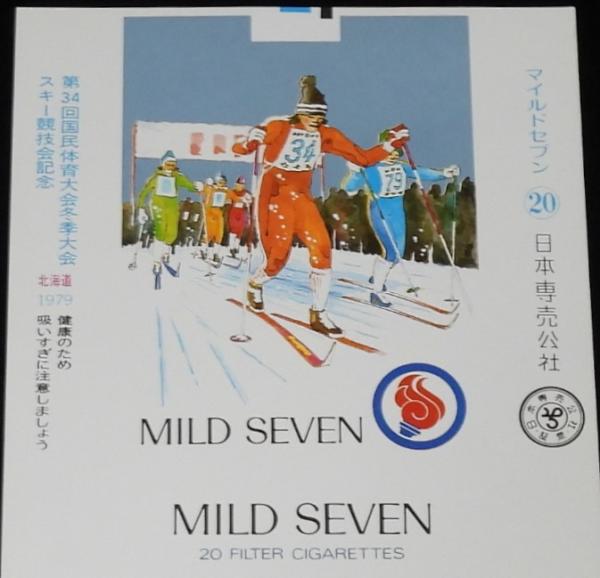 第34回国民体育大会冬季大会
スキー競技会記念
北海道
1979
健康のため
吸いすぎに注意しましょう
34
79
マイルドセブン
20
日本専売公社
MILD SEVEN
MILD SEVEN
20 FILTER CIGARETTES